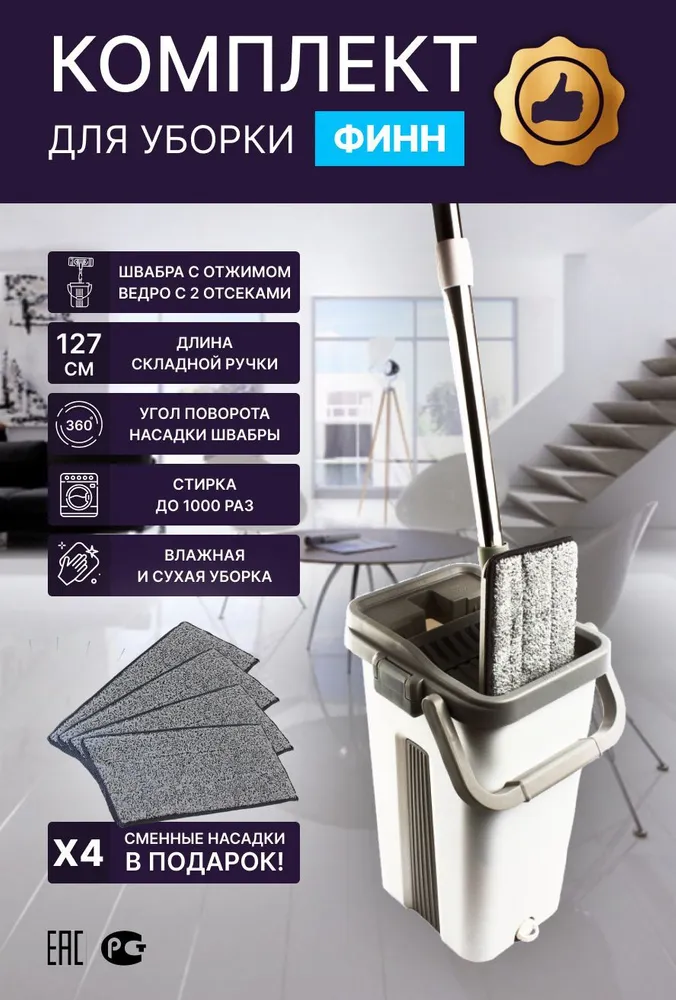 КОМПЛЕКТ
ДЛЯ УБОРКИ ФИНН
ШВАБРА С ОТЖИМОМ
ВЕДРО С 2 ОТСЕКАМИ
127
СМ
ДЛИНА
СКЛАДНОЙ РУЧКИ
360°
УГОЛ ПОВОРОТА
НАСАДКИ ШВАБРЫ
СТИРКА
ДО 1000 РАЗ
ВЛАЖНАЯ
И СУХАЯ УБОРКА
X4
СМЕННЫЕ НАСАДКИ
В ПОДАРОК!
ЕАС РСТ